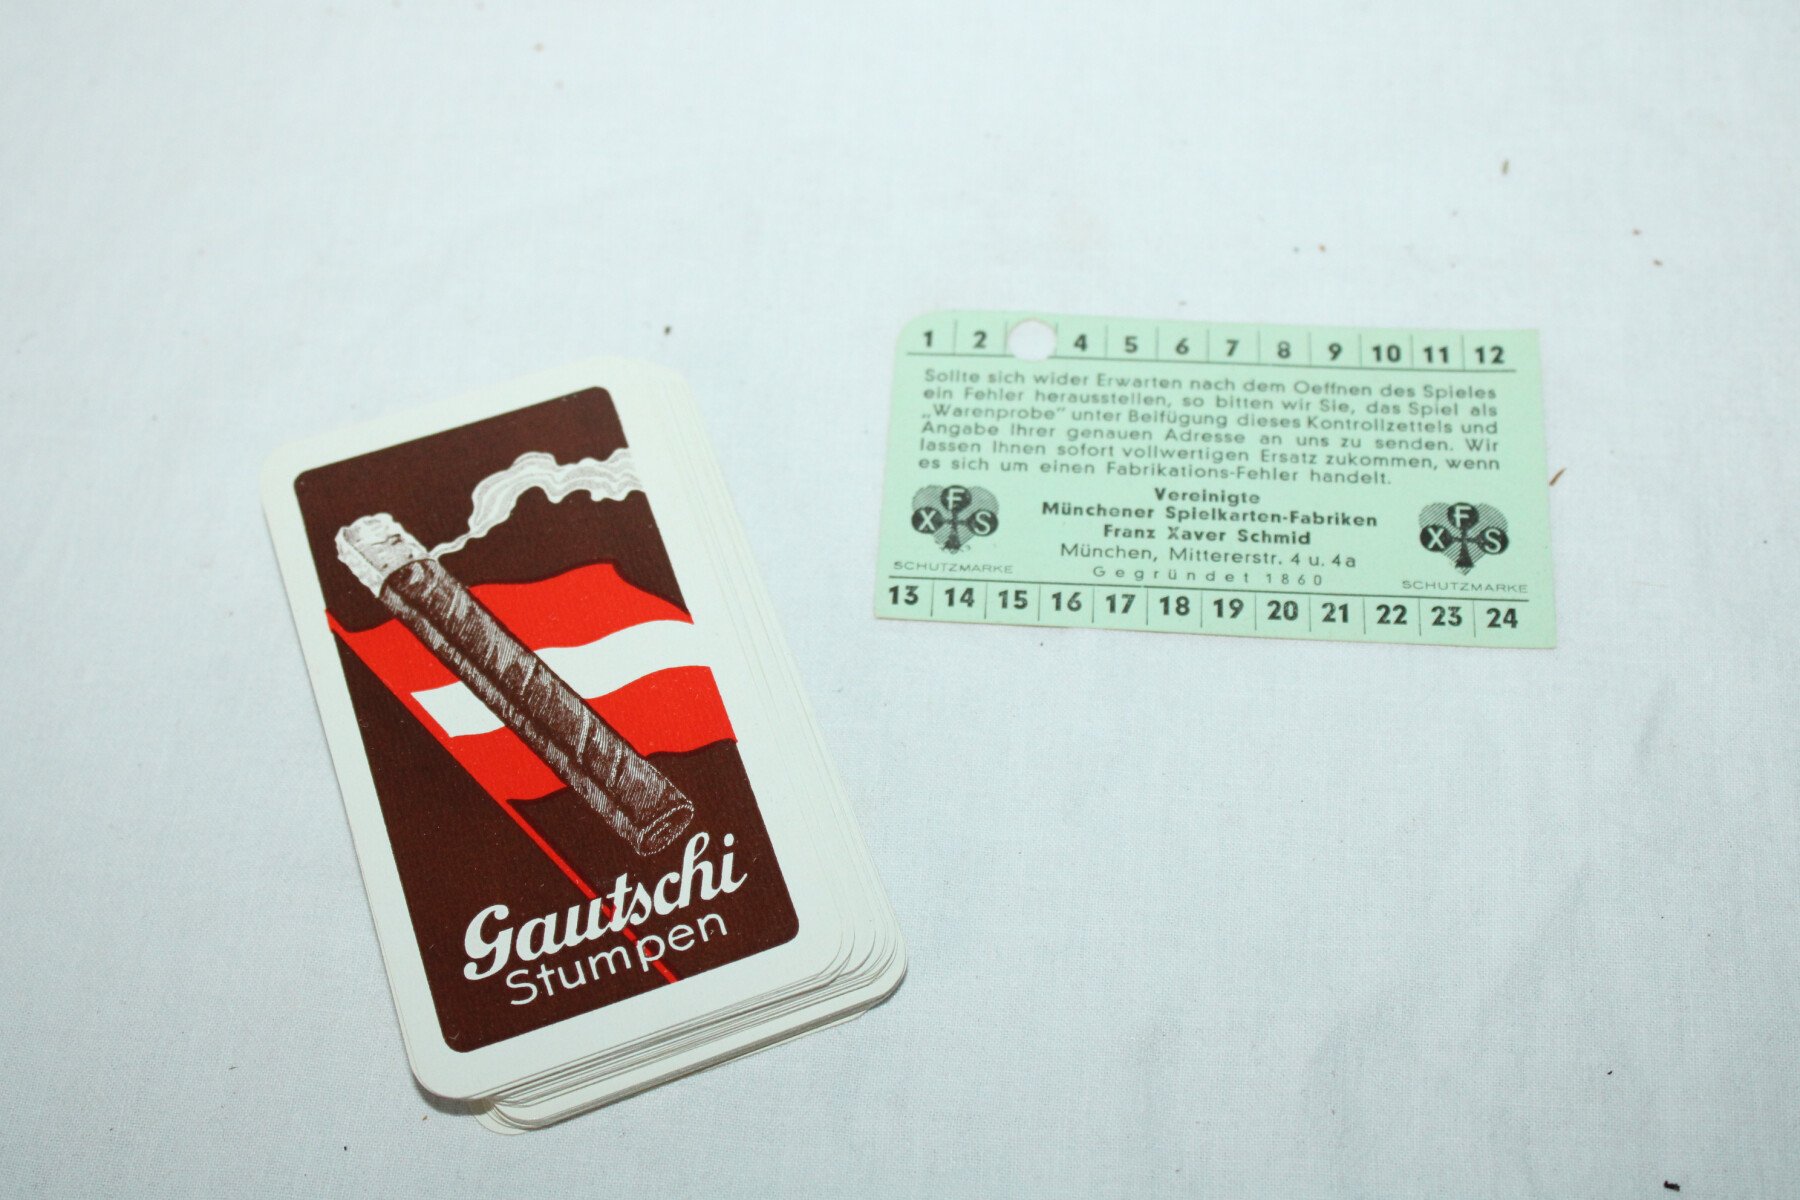 Gautschi
Stumpen
1 2 4 5 6 7 8 9 10 11 12
Sollte sich wider Erwarten nach dem Oeffnen des Spieles
ein Fehler herausstellen, so bitten wir Sie, das Spiel als
„Warenprobe" unter Beifügung dieses Kontrollzettels und
Angabe Ihrer genauen Adresse an uns zu senden. Wir
lassen Ihnen sofort vollwertigen Ersatz zukommen, wenn
es sich um einen Fabrikations-Fehler handelt.
Vereinigte
Münchener Spielkarten-Fabriken
Franz Xaver Schmid
München, Mittererstr. 4 u. 4a
Gegründet 1860
F
X S
SCHUTZMARKE
F
X S
SCHUTZMARKE
13 14 15 16 17 18 19 20 21 22 23 24